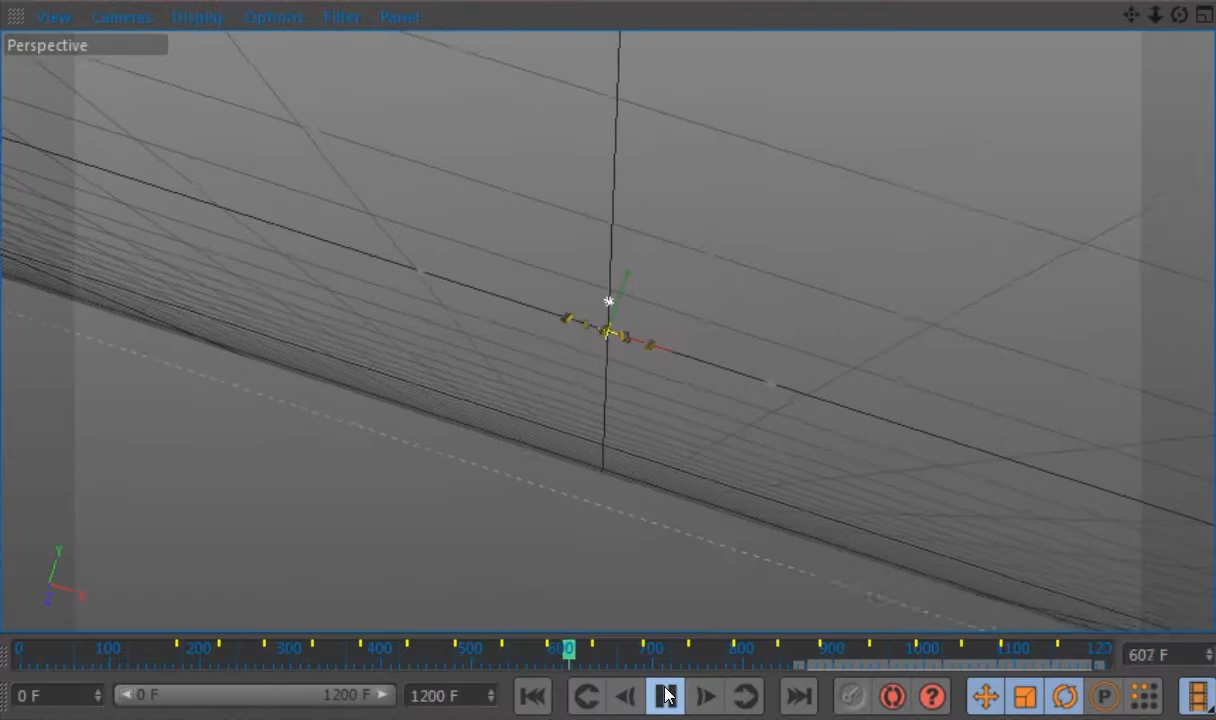 View Cameras Display Options Filter Panel
Perspective
Y
X
Z
0 100 200 300 400 500 600 700 800 900 1000 1100 120 607 F
0 F 0 F 1200 F 1200 F P